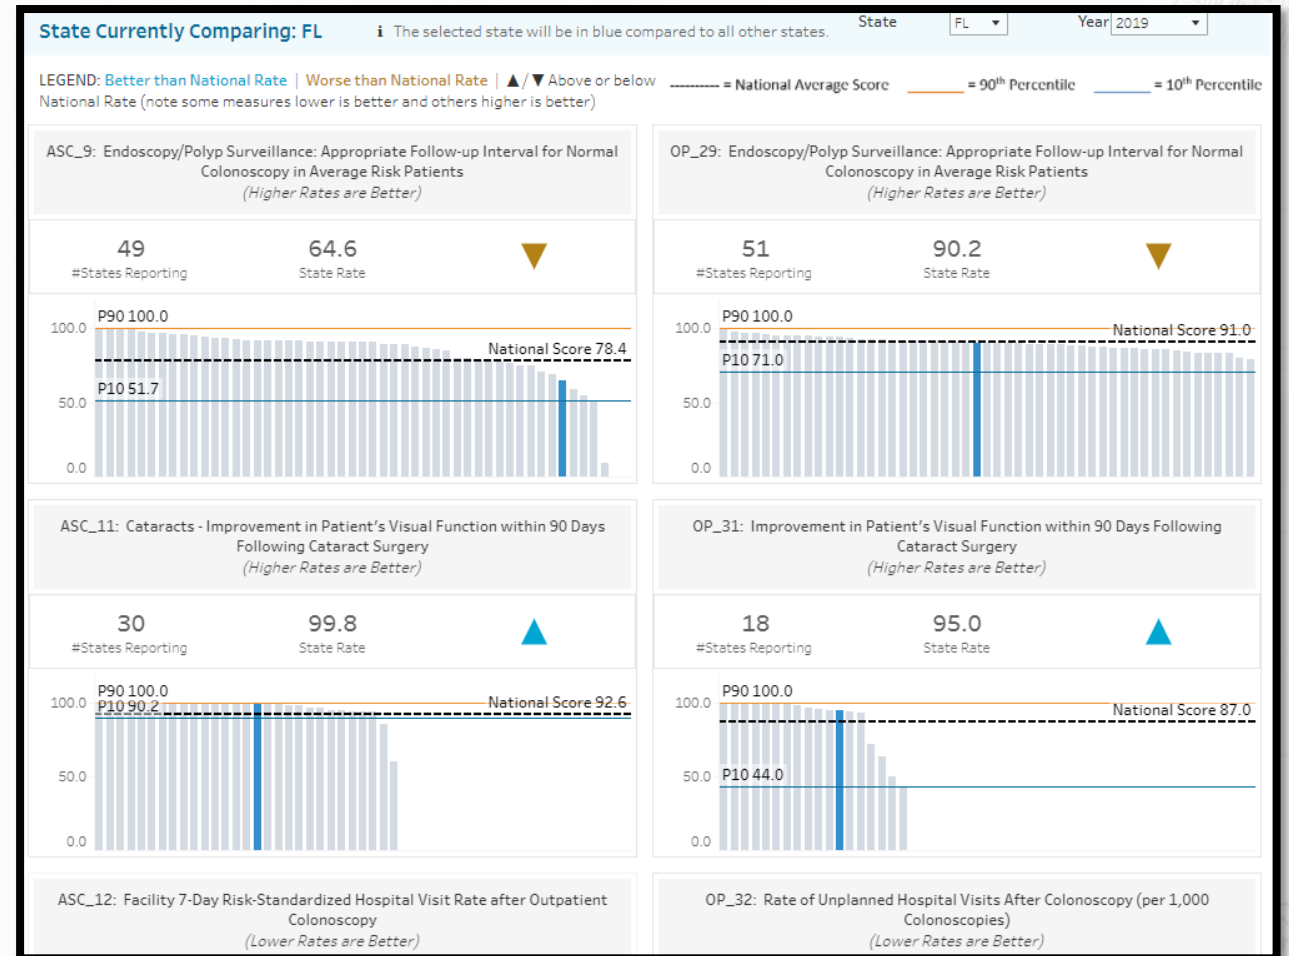 State Currently Comparing: FL
i The selected state will be in blue compared to all other states.
State FL ▼
Year 2019 ▼
LEGEND: Better than National Rate | Worse than National Rate | ▲/▼ Above or below
National Rate (note some measures lower is better and others higher is better)
---------- = National Average Score
= 90th Percentile
= 10th Percentile
ASC_9: Endoscopy/Polyp Surveillance: Appropriate Follow-up Interval for Normal
Colonoscopy in Average Risk Patients
(Higher Rates are Better)
49
#States Reporting
64.6
State Rate
▼
P90 100.0
100.0
National Score 78.4
P10 51.7
50.0
0.0
OP_29: Endoscopy/Polyp Surveillance: Appropriate Follow-up Interval for Normal
Colonoscopy in Average Risk Patients
(Higher Rates are Better)
51
#States Reporting
90.2
State Rate
▼
P90 100.0
100.0
National Score 91.0
P10 71.0
50.0
0.0
ASC_11: Cataracts - Improvement in Patient's Visual Function within 90 Days
Following Cataract Surgery
(Higher Rates are Better)
30
#States Reporting
99.8
State Rate
▲
P90 100.0
100.0
P10 90.2
National Score 92.6
50.0
0.0
OP_31: Improvement in Patient's Visual Function within 90 Days Following
Cataract Surgery
(Higher Rates are Better)
18
#States Reporting
95.0
State Rate
▲
P90 100.0
100.0
National Score 87.0
50.0
P10 44.0
0.0
ASC_12: Facility 7-Day Risk-Standardized Hospital Visit Rate after Outpatient
Colonoscopy
(Lower Rates are Better)
OP_32: Rate of Unplanned Hospital Visits After Colonoscopy (per 1,000
Colonoscopies)
(Lower Rates are Better)